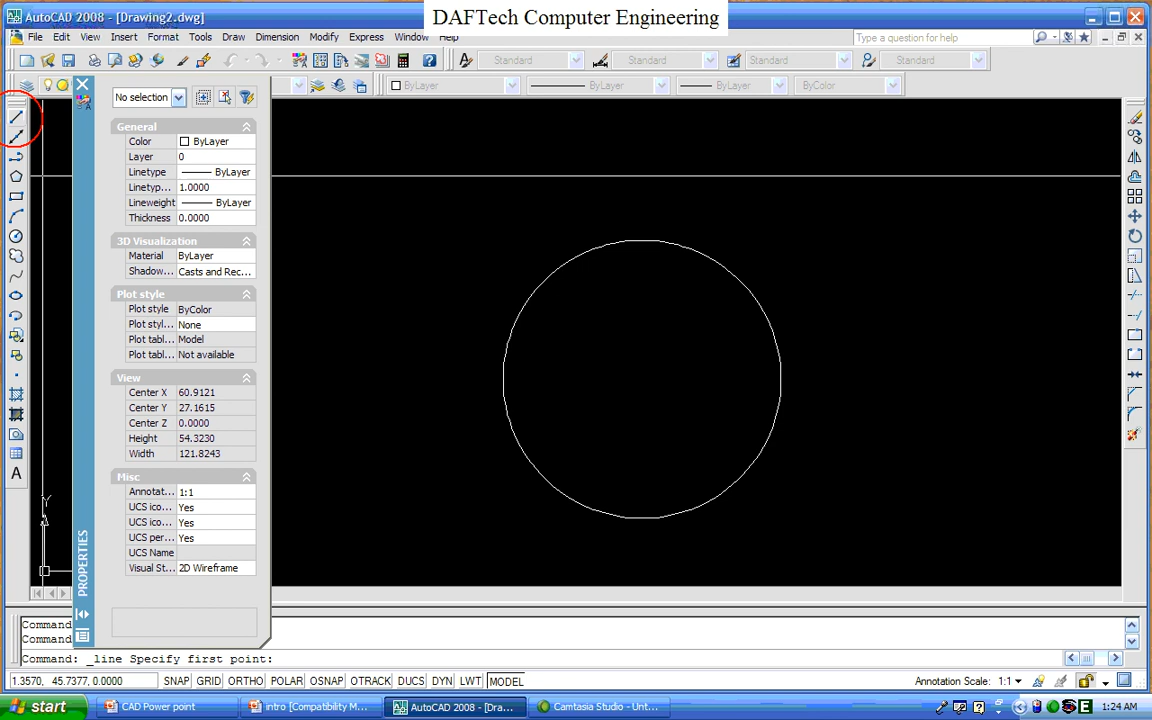 AutoCAD 2008 - [Drawing2.dwg]
DAFTech Computer Engineering
File Edit View Insert Format Tools Draw Dimension Modify Express Window Help
Type a question for help
Standard Standard Standard Standard
ByLayer ByLayer ByLayer ByColor
No selection
General
Color ByLayer
Layer 0
Linetype ByLayer
Linetyp... 1.0000
Lineweight ByLayer
Thickness 0.0000
3D Visualization
Material ByLayer
Shadow... Casts and Rec...
Plot style
Plot style ByColor
Plot styl... None
Plot tabl... Model
Plot tabl... Not available
View
Center X 60.9121
Center Y 27.1615
Center Z 0.0000
Height 54.3230
Width 121.8243
Misc
Annotat... 1:1
UCS ico... Yes
UCS ico... Yes
UCS per... Yes
UCS Name
Visual St... 2D Wireframe
PROPERTIES
A
Y
Command
Command
Command: _line Specify first point:
1.3570, 45.7377, 0.0000 SNAP GRID ORTHO POLAR OSNAP OTRACK DUCS DYN LWT MODEL Annotation Scale: 1:1
start CAD Power point intro [Compatibility M... AutoCAD 2008 - [Dra... Camtasia Studio - Unt... E 1:24 AM